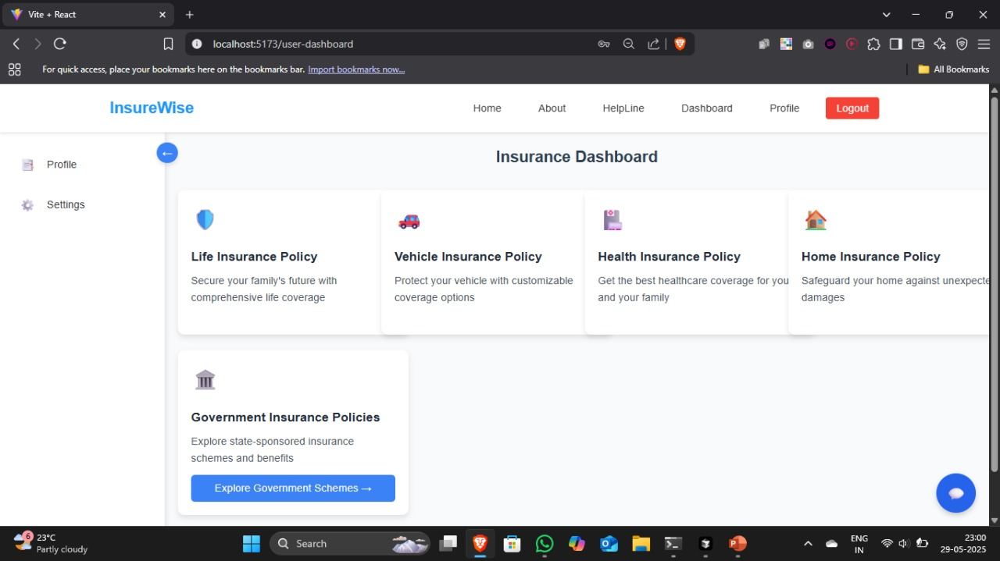 Vite + React
localhost:5173/user-dashboard
For quick access, place your bookmarks here on the bookmarks bar. Import bookmarks now...
All Bookmarks
InsureWise
Home
About
HelpLine
Dashboard
Profile
Logout
←
Profile
Settings
Insurance Dashboard
Life Insurance Policy
Secure your family's future with
comprehensive life coverage
Vehicle Insurance Policy
Protect your vehicle with customizable
coverage options
Health Insurance Policy
Get the best healthcare coverage for you
and your family
Home Insurance Policy
Safeguard your home against unexpecte
damages
Government Insurance Policies
Explore state-sponsored insurance
schemes and benefits
Explore Government Schemes →
6
23°C
Partly cloudy
Search
ENG
IN
23:00
29-05-2025